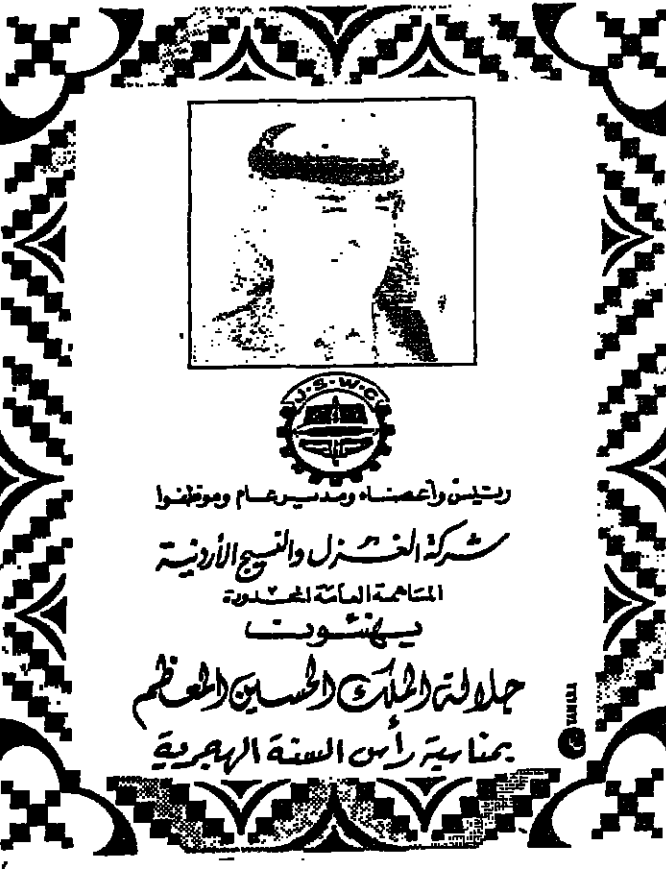 J.S.W.C
رئيس وأعضاء ومدير عام وموظفوا
شركة الغزل والنسيج الأردنية
المساهمة العامة المحدودة
يهنئون
جلالة الملك الحسين المعظم
بمناسبة رأس السنة الهجرية